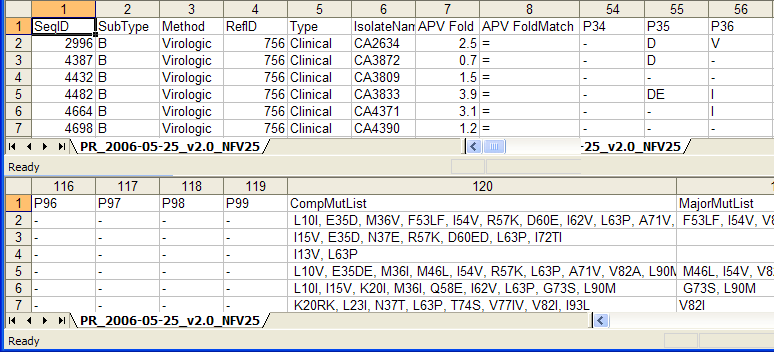 1 2 3 4 5 6 7 8 54 55 56
1 SeqID SubType Method RefID Type IsolateNam APV Fold APV FoldMatch P34 P35 P36
2 2996 B Virologic 756 Clinical CA2634 2.5 = - D V
3 4387 B Virologic 756 Clinical CA3872 0.7 = - D -
4 4432 B Virologic 756 Clinical CA3809 1.5 = - - -
5 4482 B Virologic 756 Clinical CA3833 3.9 = - DE I
6 4664 B Virologic 756 Clinical CA4371 3.1 = - - I
7 4698 B Virologic 756 Clinical CA4390 1.2 = - - -
PR_2006-05-25_v2.0_NFV25 -25_v2.0_NFV25
Ready
116 117 118 119 120 1
1 P96 P97 P98 P99 CompMutList MajorMutList
2 - - - - L10I, E35D, M36V, F53LF, I54V, R57K, D60E, I62V, L63P, A71V, F53LF, I54V, V8
3 - - - - I15V, E35D, N37E, R57K, D60ED, L63P, I72TI
4 - - - - I13V, L63P
5 - - - - L10V, E35DE, M36I, M46L, I54V, R57K, L63P, A71V, V82A, L90M M46L, I54V, V82
6 - - - - L10I, I15V, K20I, M36I, Q58E, I62V, L63P, G73S, L90M G73S, L90M
7 - - - - K20RK, L23I, N37T, L63P, T74S, V77IV, V82I, I93L V82I
PR_2006-05-25_v2.0_NFV25
Ready